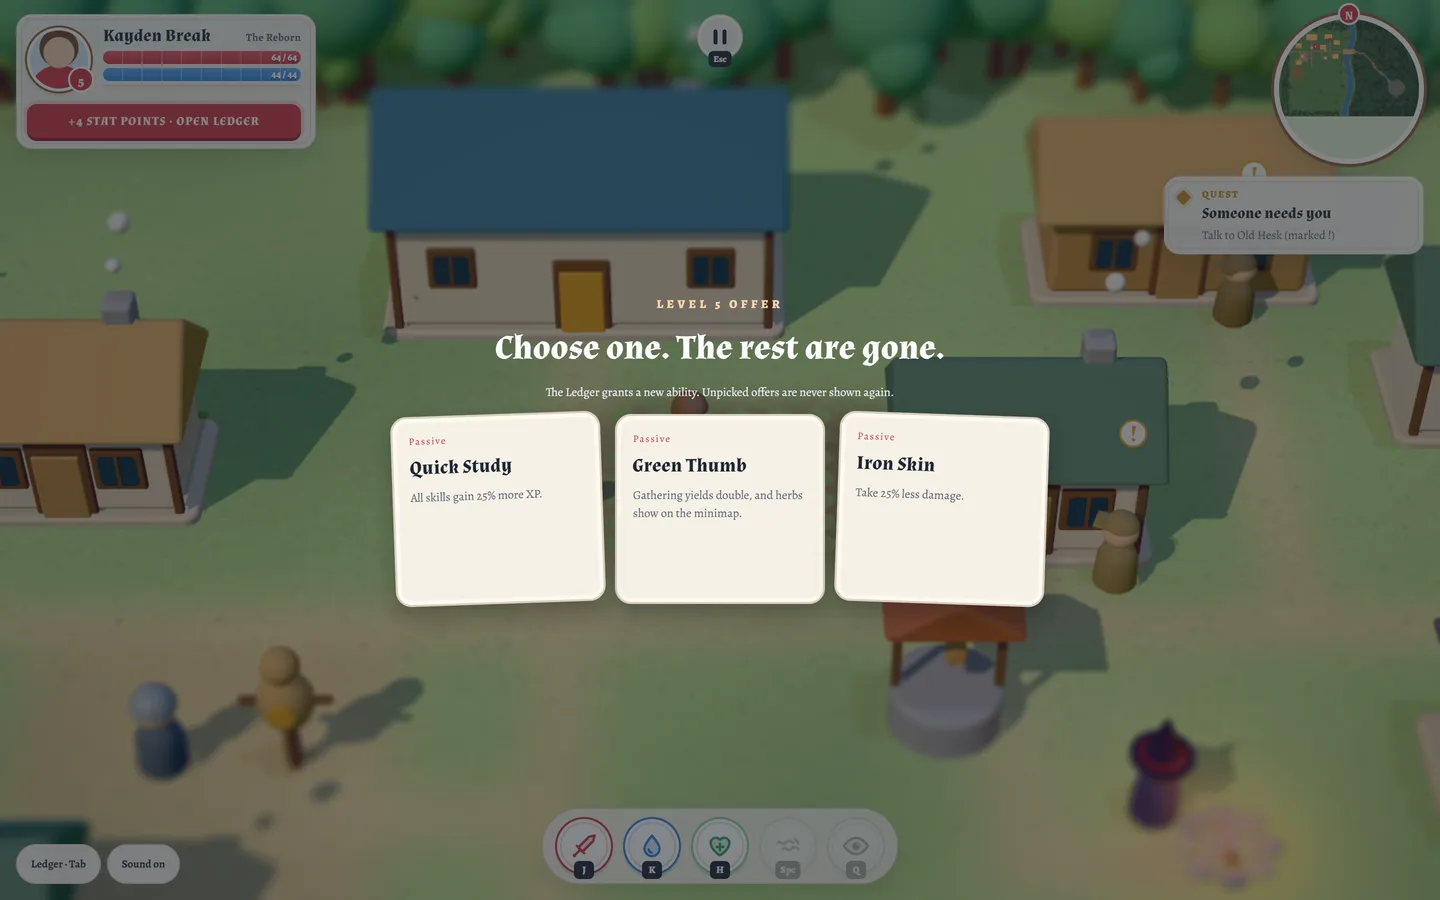 Kayden Break
The Reborn
64 / 64
44 / 44
5
+4 STAT POINTS · OPEN LEDGER
Esc
N
!
QUEST
Someone needs you
Talk to Old Hesk (marked !)
LEVEL 5 OFFER
Choose one. The rest are gone.
The Ledger grants a new ability. Unpicked offers are never shown again.
Passive
Quick Study
All skills gain 25% more XP.
Passive
Green Thumb
Gathering yields double, and herbs
show on the minimap.
Passive
Iron Skin
Take 25% less damage.
!
Ledger · Tab
Sound on
J
K
H
Spc
Q